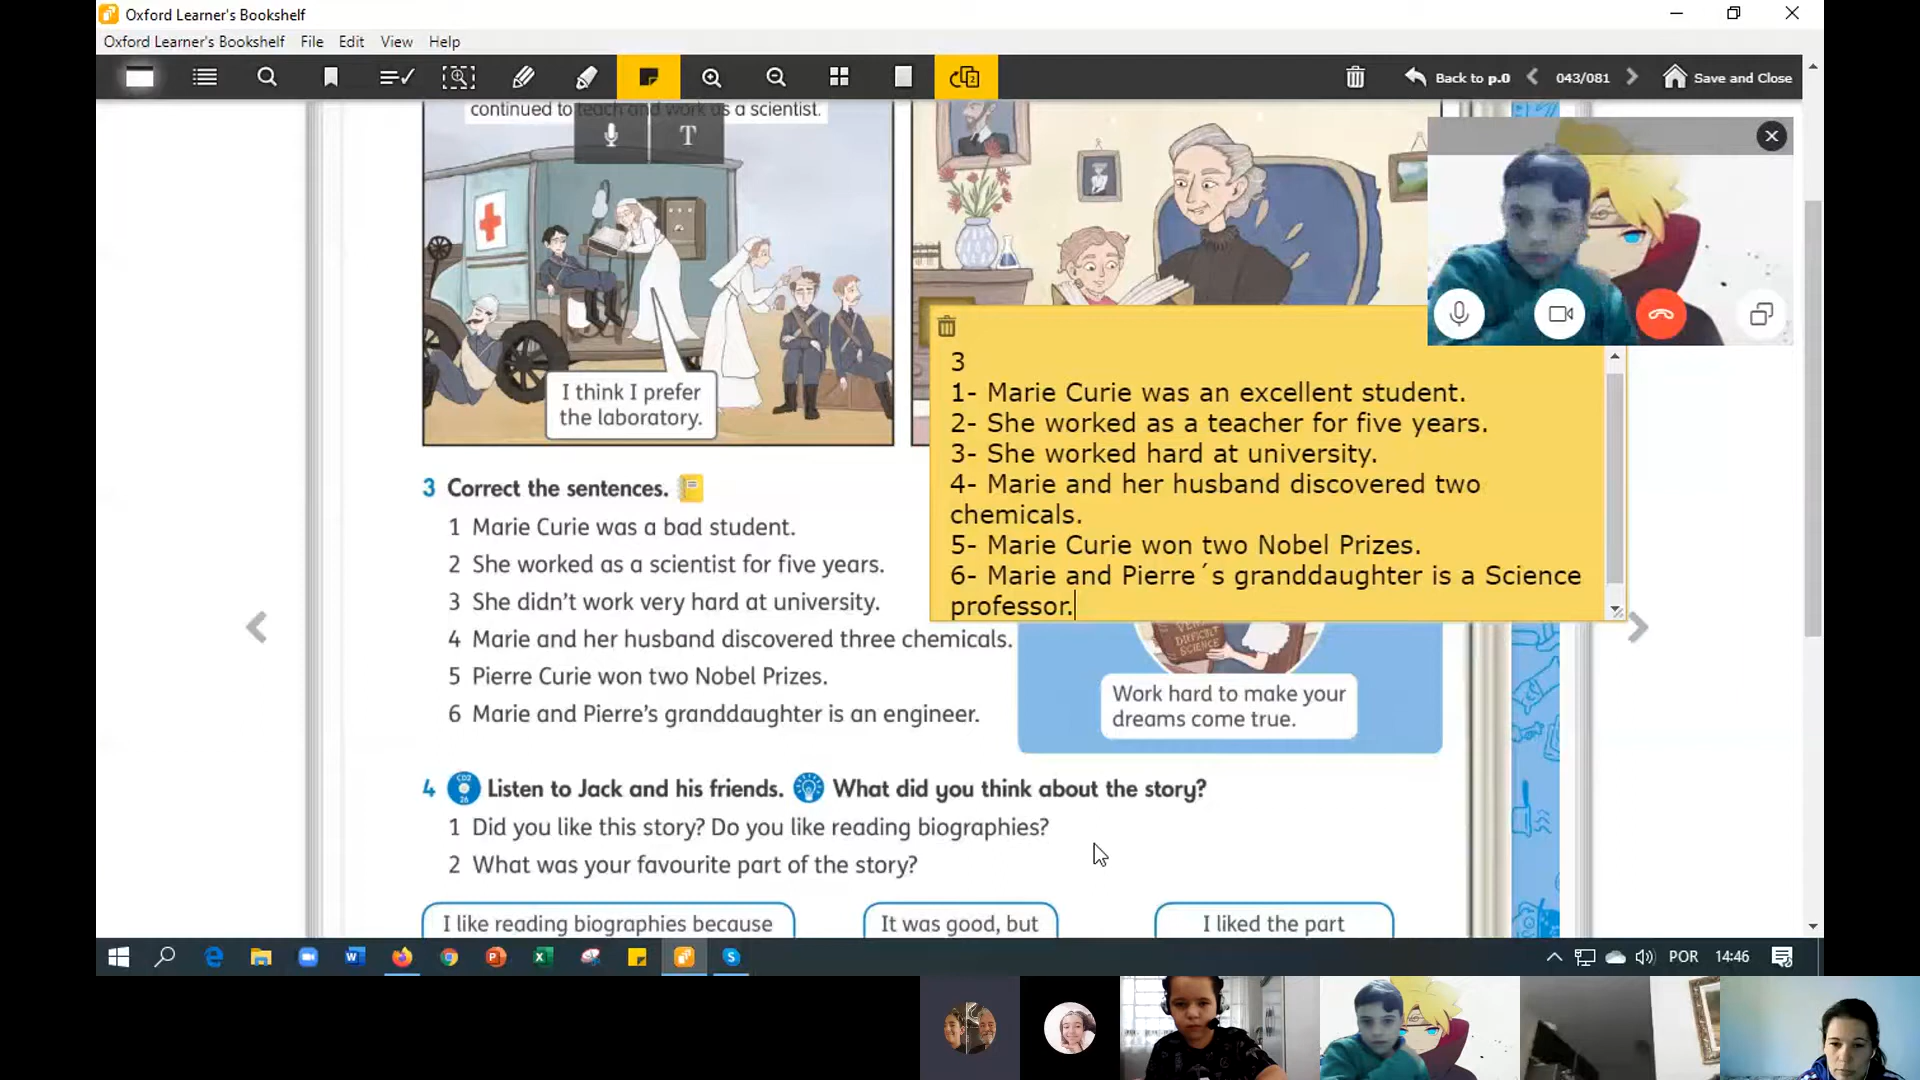 Oxford Learner's Bookshelf
Oxford Learner's Bookshelf File Edit View Help
Back to p.0 043/081 Save and Close
continued to teach and work as a scientist.
T
I think I prefer
the laboratory.
3
1- Marie Curie was an excellent student.
2- She worked as a teacher for five years.
3- She worked hard at university.
4- Marie and her husband discovered two
chemicals.
5- Marie Curie won two Nobel Prizes.
6- Marie and Pierre´s granddaughter is a Science
professor.
3 Correct the sentences.
1 Marie Curie was a bad student.
2 She worked as a scientist for five years.
3 She didn't work very hard at university.
4 Marie and her husband discovered three chemicals.
5 Pierre Curie won two Nobel Prizes.
6 Marie and Pierre's granddaughter is an engineer.
DIFFICULT
SCIENCE
Work hard to make your
dreams come true.
4 CD2 26 Listen to Jack and his friends. What did you think about the story?
1 Did you like this story? Do you like reading biographies?
2 What was your favourite part of the story?
I like reading biographies because
It was good, but
I liked the part
POR 14:46